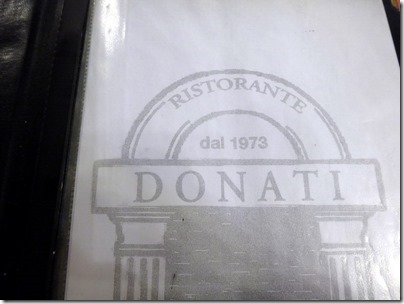 RISTORANTE
dal 1973
DONATI